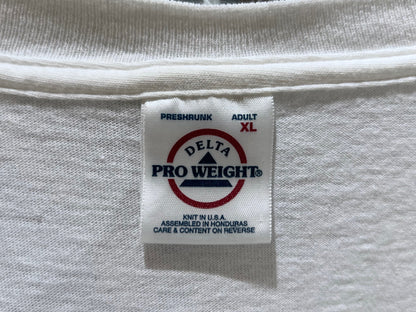 PRESHRUNK ADULT
XL
DELTA
PRO WEIGHT®
KNIT IN U.S.A.
ASSEMBLED IN HONDURAS
CARE & CONTENT ON REVERSE